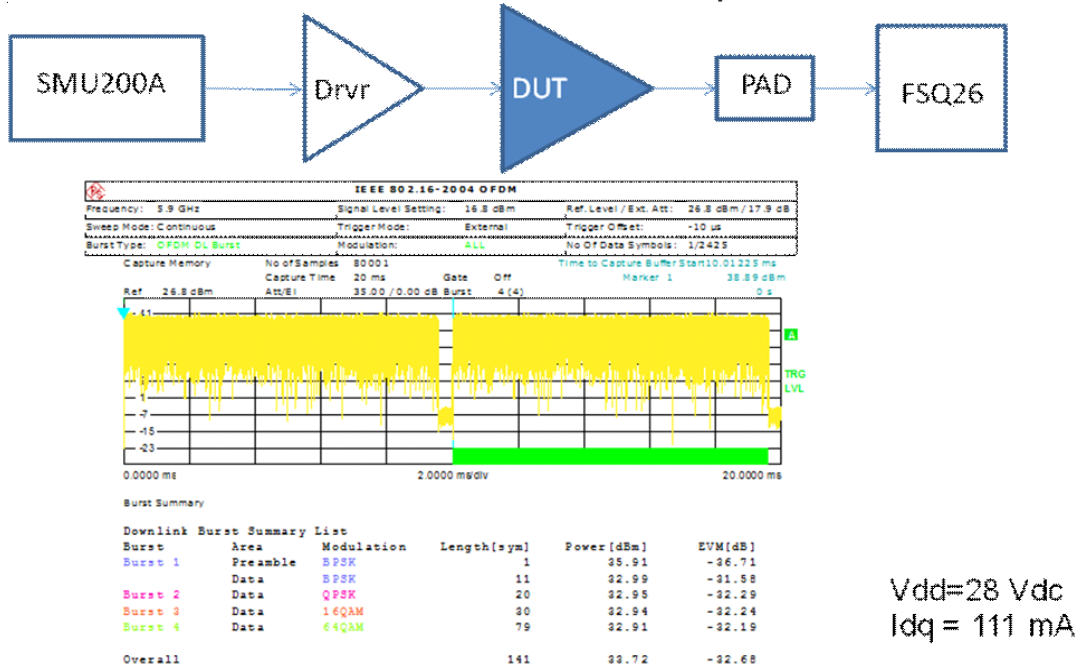 SMU200A
Drvr
DUT
PAD
FSQ26
IEEE 802.16-2004 OFDM
Frequency: 5.9 GHz Signal Level Setting: 16.8 dBm Ref. Level / Ext. Att: 26.8 dBm / 17.9 dB
Sweep Mode: Continuous Trigger Mode: External Trigger Offset: -10 µs
Burst Type: OFDM DL Burst Modulation: ALL No Of Data Symbols: 1/2425
Capture Memory No of Samples 80001 Time to Capture Buffer Start 10.01225 ms
Capture Time 20 ms Gate Off Marker 1 38.89 dBm
Ref 26.8 dBm Att/El 35.00 / 0.00 dB Burst 4 (4) 0 s
41
A
TRG
LVL
1
-7
-15
-23
0.0000 ms 2.0000 ms/div 20.0000 ms
Burst Summary
Downlink Burst Summary List
Burst Area Modulation Length[sym] Power[dBm] EVM[dB]
Burst 1 Preamble BPSK 1 35.91 -36.71
Data BPSK 11 32.99 -31.58
Burst 2 Data QPSK 20 32.95 -32.29
Burst 3 Data 16QAM 30 32.94 -32.24
Burst 4 Data 64QAM 79 32.91 -32.19
Overall 141 33.72 -32.68
Vdd=28 Vdc
Idq = 111 mA